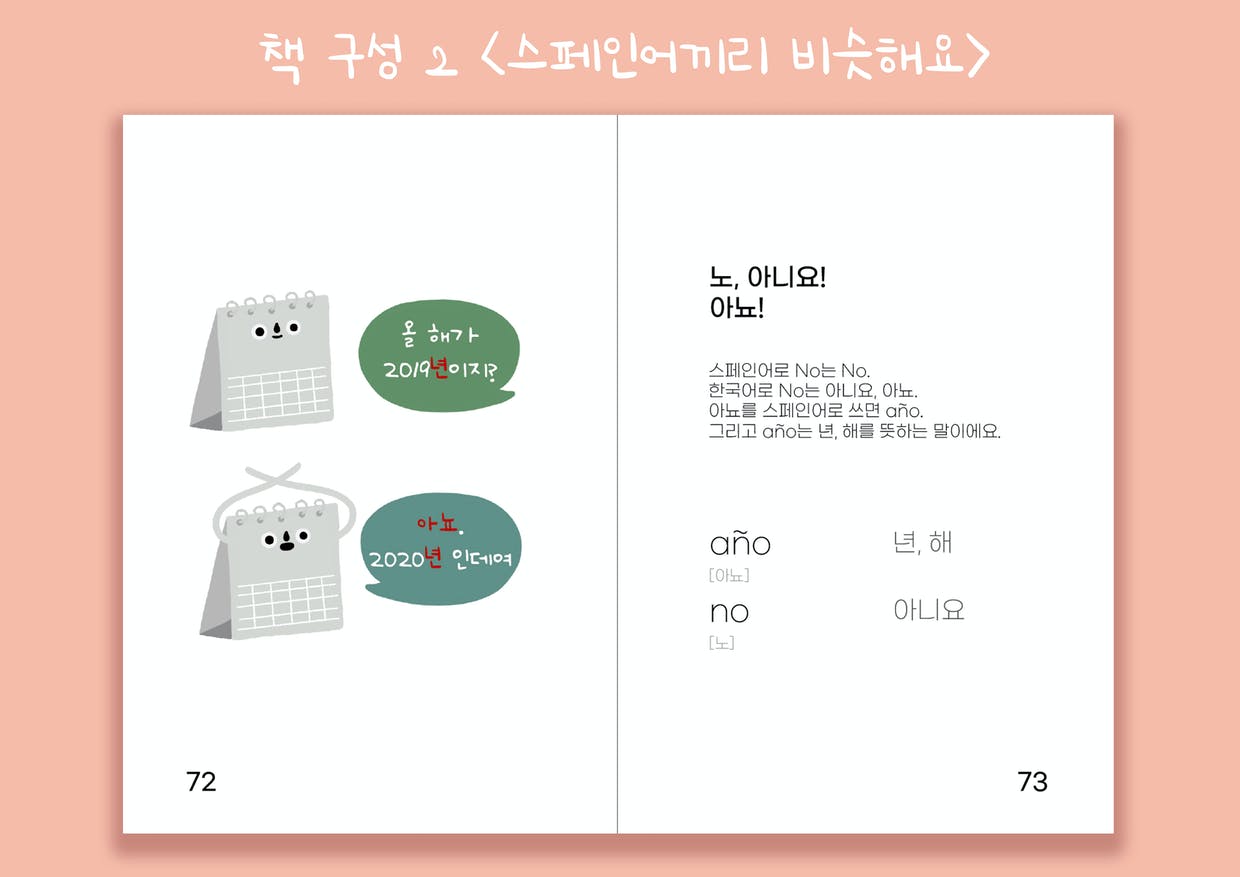 책 구성 2 <스페인어끼리 비슷해요>
올 해가
2019년이지?
아뇨.
2020년 인데여
72
노, 아니요!
아뇨!
스페인어로 No는 No.
한국어로 No는 아니요, 아뇨.
아뇨를 스페인어로 쓰면 año.
그리고 año는 년, 해를 뜻하는 말이에요.
año 년, 해
[아뇨]
no 아니요
[노]
73